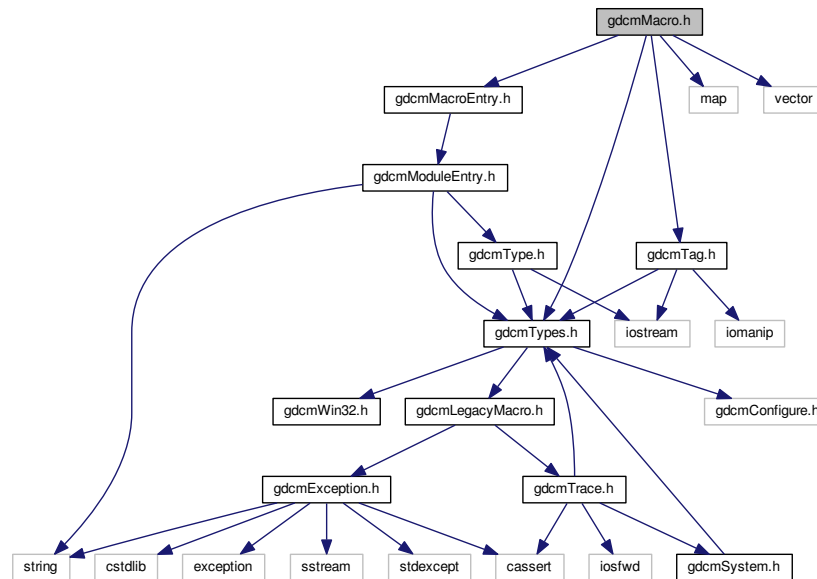 gdcmMacro.h
gdcmMacroEntry.h
map
vector
gdcmModuleEntry.h
gdcmType.h
gdcmTag.h
gdcmTypes.h
iostream
iomanip
gdcmWin32.h
gdcmLegacyMacro.h
gdcmConfigure.h
gdcmException.h
gdcmTrace.h
string
cstdlib
exception
sstream
stdexcept
cassert
iosfwd
gdcmSystem.h